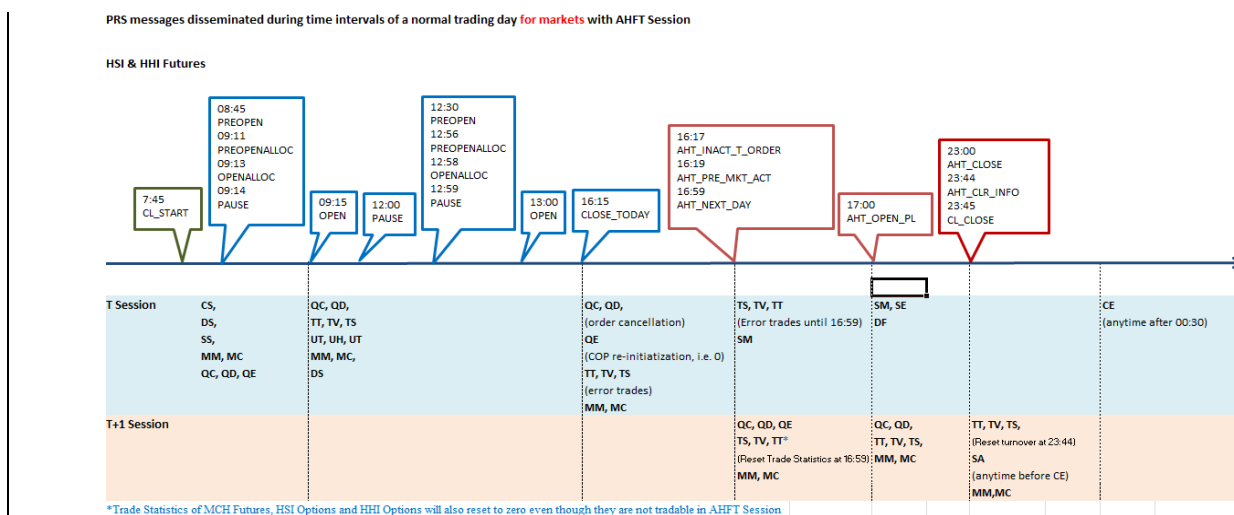 PRS messages disseminated during time intervals of a normal trading day for markets with AHFT Session
HSI & HHI Futures
7:45
CL_START
08:45
PREOPEN
09:11
PREOPENALLOC
09:13
OPENALLOC
09:14
PAUSE
09:15
OPEN
12:00
PAUSE
12:30
PREOPEN
12:56
PREOPENALLOC
12:58
OPENALLOC
12:59
PAUSE
13:00
OPEN
16:15
CLOSE_TODAY
16:17
AHT_INACT_T_ORDER
16:19
AHT_PRE_MKT_ACT
16:59
AHT_NEXT_DAY
17:00
AHT_OPEN_PL
23:00
AHT_CLOSE
23:44
AHT_CLR_INFO
23:45
CL_CLOSE
T Session
CS,
DS,
SS,
MM, MC
QC, QD, QE
QC, QD,
TT, TV, TS
UT, UH, UT
MM, MC,
DS
QC, QD,
(order cancellation)
QE
(COP re-initiatization, i.e. 0)
TT, TV, TS
(error trades)
MM, MC
TS, TV, TT
(Error trades until 16:59)
SM
SM, SE
DF
CE
(anytime after 00:30)
T+1 Session
QC, QD, QE
TS, TV, TT*
(Reset Trade Statistics at 16:59)
MM, MC
QC, QD,
TT, TV, TS,
MM, MC
TT, TV, TS,
(Reset turnover at 23:44)
SA
(anytime before CE)
MM,MC
*Trade Statistics of MCH Futures, HSI Options and HHI Options will also reset to zero even though they are not tradable in AHFT Session